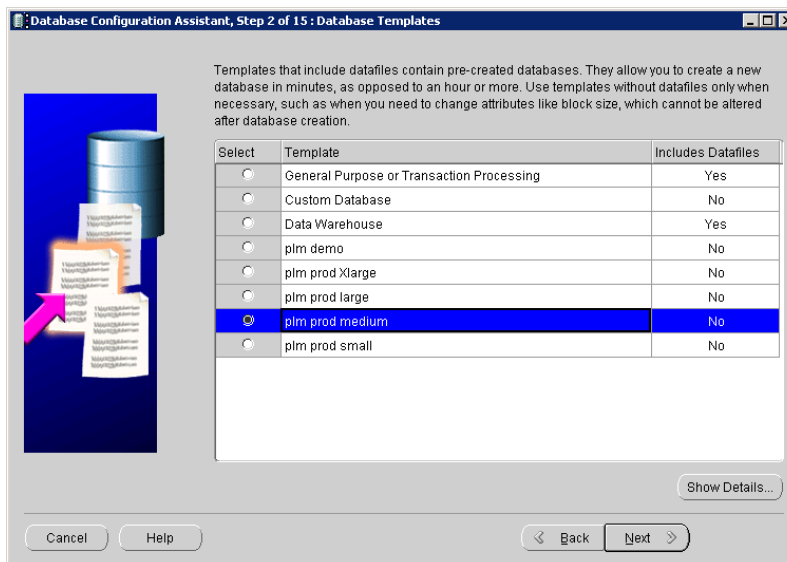 Database Configuration Assistant, Step 2 of 15 : Database Templates
Templates that include datafiles contain pre-created databases. They allow you to create a new
database in minutes, as opposed to an hour or more. Use templates without datafiles only when
necessary, such as when you need to change attributes like block size, which cannot be altered
after database creation.
Select Template Includes Datafiles
General Purpose or Transaction Processing Yes
Custom Database No
Data Warehouse Yes
plm demo No
plm prod Xlarge No
plm prod large No
plm prod medium No
plm prod small No
Show Details...
Cancel Help Back Next